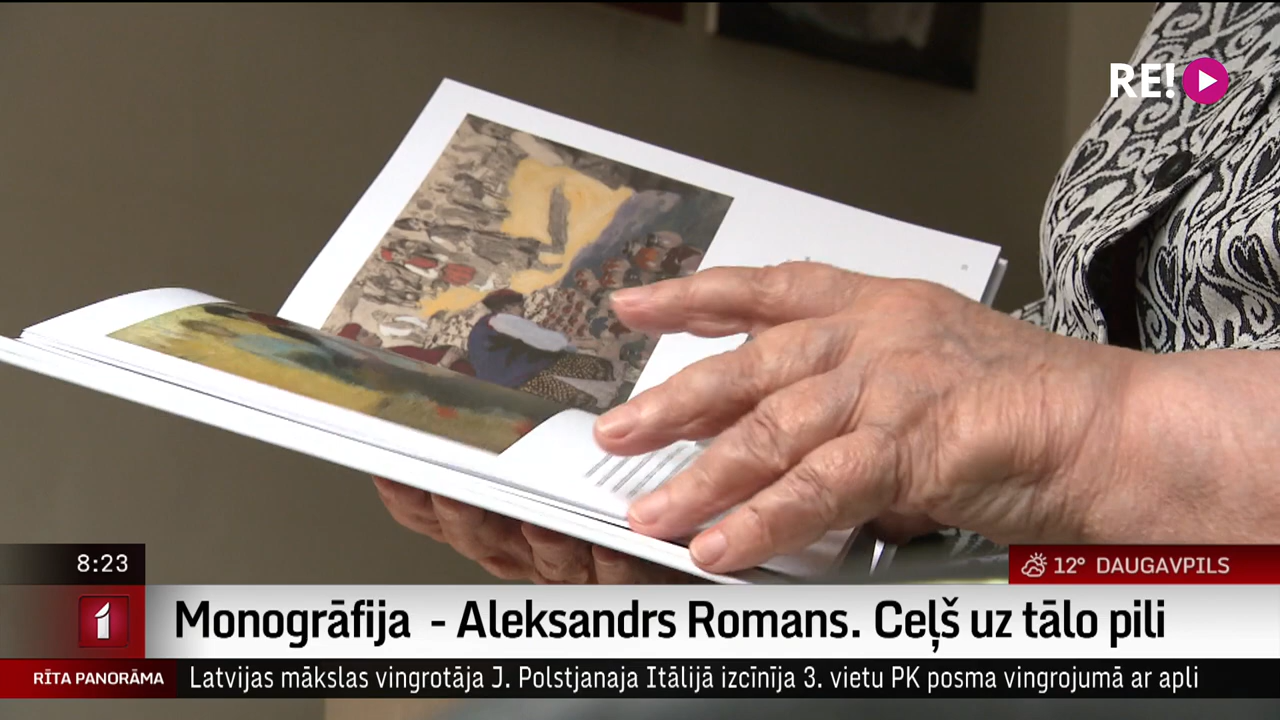 RE!
8:23
12° DAUGAVPILS
1
Monogrāfija - Aleksandrs Romans. Ceļš uz tālo pili
RĪTA PANORĀMA
Latvijas mākslas vingrotāja J. Polstjanaja Itālijā izcīnīja 3. vietu PK posma vingrojumā ar apli